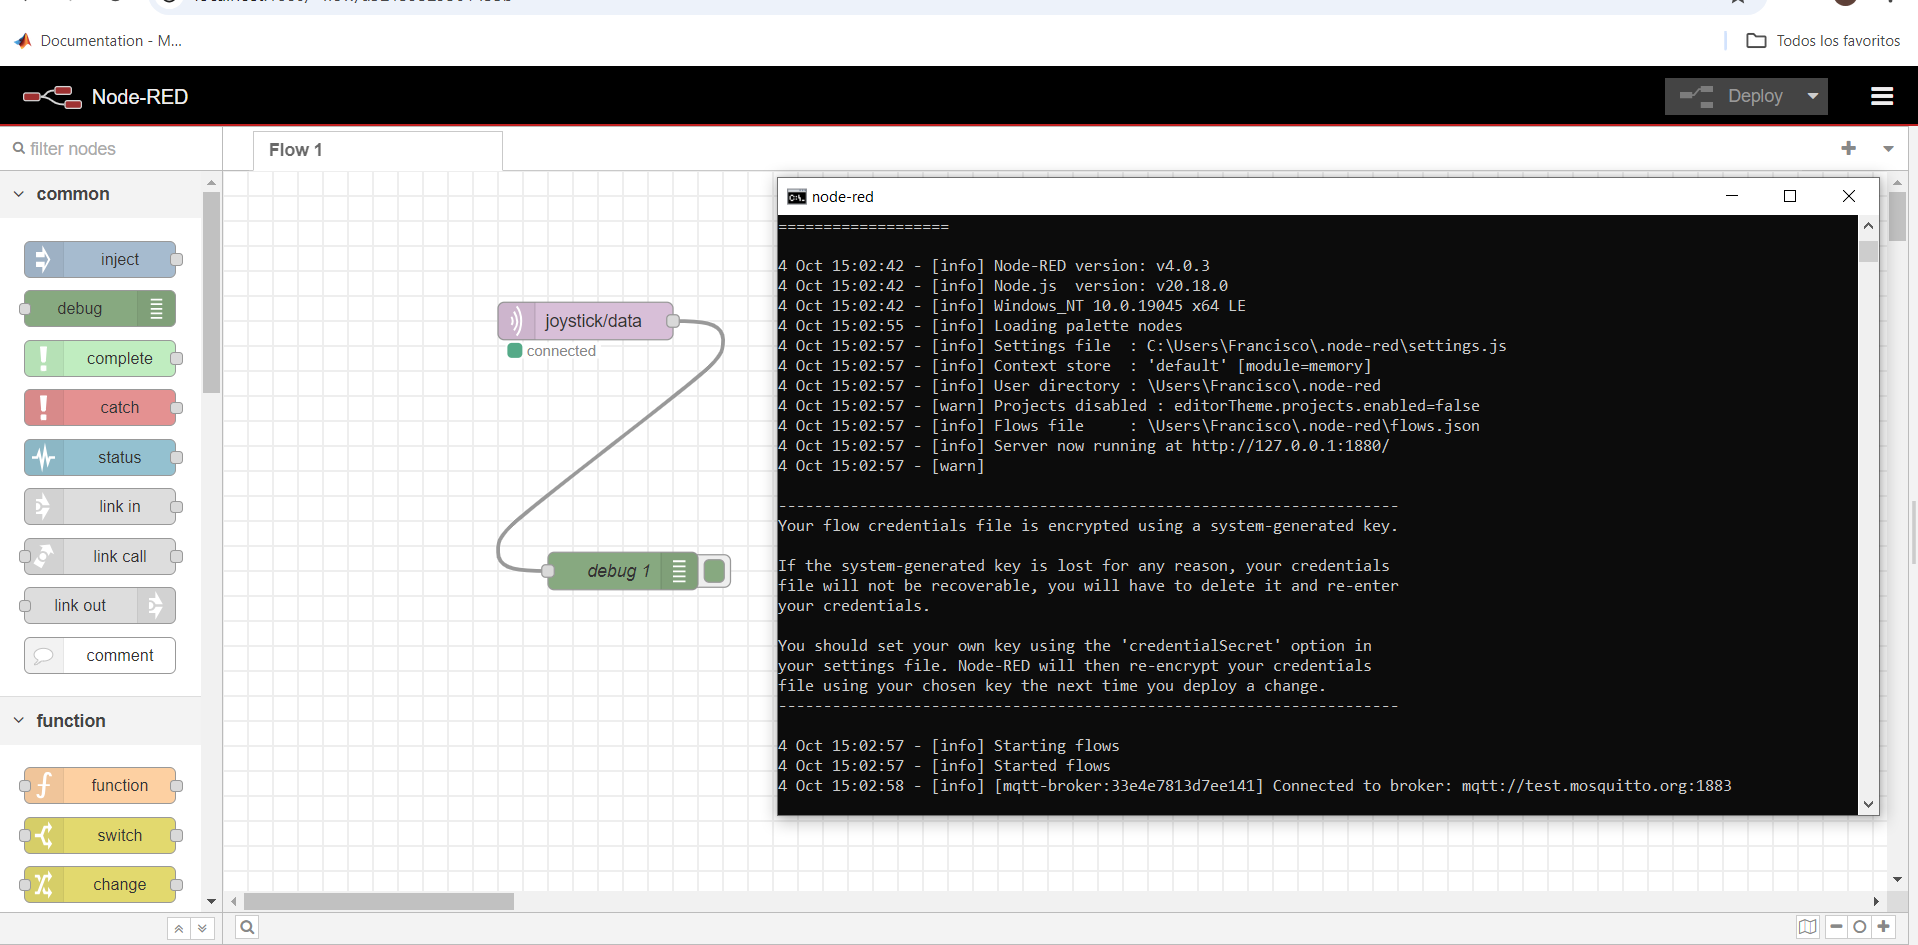 Documentation - M...
Todos los favoritos
Node-RED
Deploy
filter nodes
Flow 1
common
inject
debug
complete
catch
status
link in
link call
link out
comment
function
function
switch
change
joystick/data
connected
debug 1
node-red
===================
4 Oct 15:02:42 - [info] Node-RED version: v4.0.3
4 Oct 15:02:42 - [info] Node.js  version: v20.18.0
4 Oct 15:02:42 - [info] Windows_NT 10.0.19045 x64 LE
4 Oct 15:02:55 - [info] Loading palette nodes
4 Oct 15:02:57 - [info] Settings file  : C:\Users\Francisco\.node-red\settings.js
4 Oct 15:02:57 - [info] Context store  : 'default' [module=memory]
4 Oct 15:02:57 - [info] User directory : \Users\Francisco\.node-red
4 Oct 15:02:57 - [warn] Projects disabled : editorTheme.projects.enabled=false
4 Oct 15:02:57 - [info] Flows file     : \Users\Francisco\.node-red\flows.json
4 Oct 15:02:57 - [info] Server now running at http://127.0.0.1:1880/
4 Oct 15:02:57 - [warn]
---------------------------------------------------------------------
Your flow credentials file is encrypted using a system-generated key.
If the system-generated key is lost for any reason, your credentials
file will not be recoverable, you will have to delete it and re-enter
your credentials.
You should set your own key using the 'credentialSecret' option in
your settings file. Node-RED will then re-encrypt your credentials
file using your chosen key the next time you deploy a change.
---------------------------------------------------------------------
4 Oct 15:02:57 - [info] Starting flows
4 Oct 15:02:57 - [info] Started flows
4 Oct 15:02:58 - [info] [mqtt-broker:33e4e7813d7ee141] Connected to broker: mqtt://test.mosquitto.org:1883